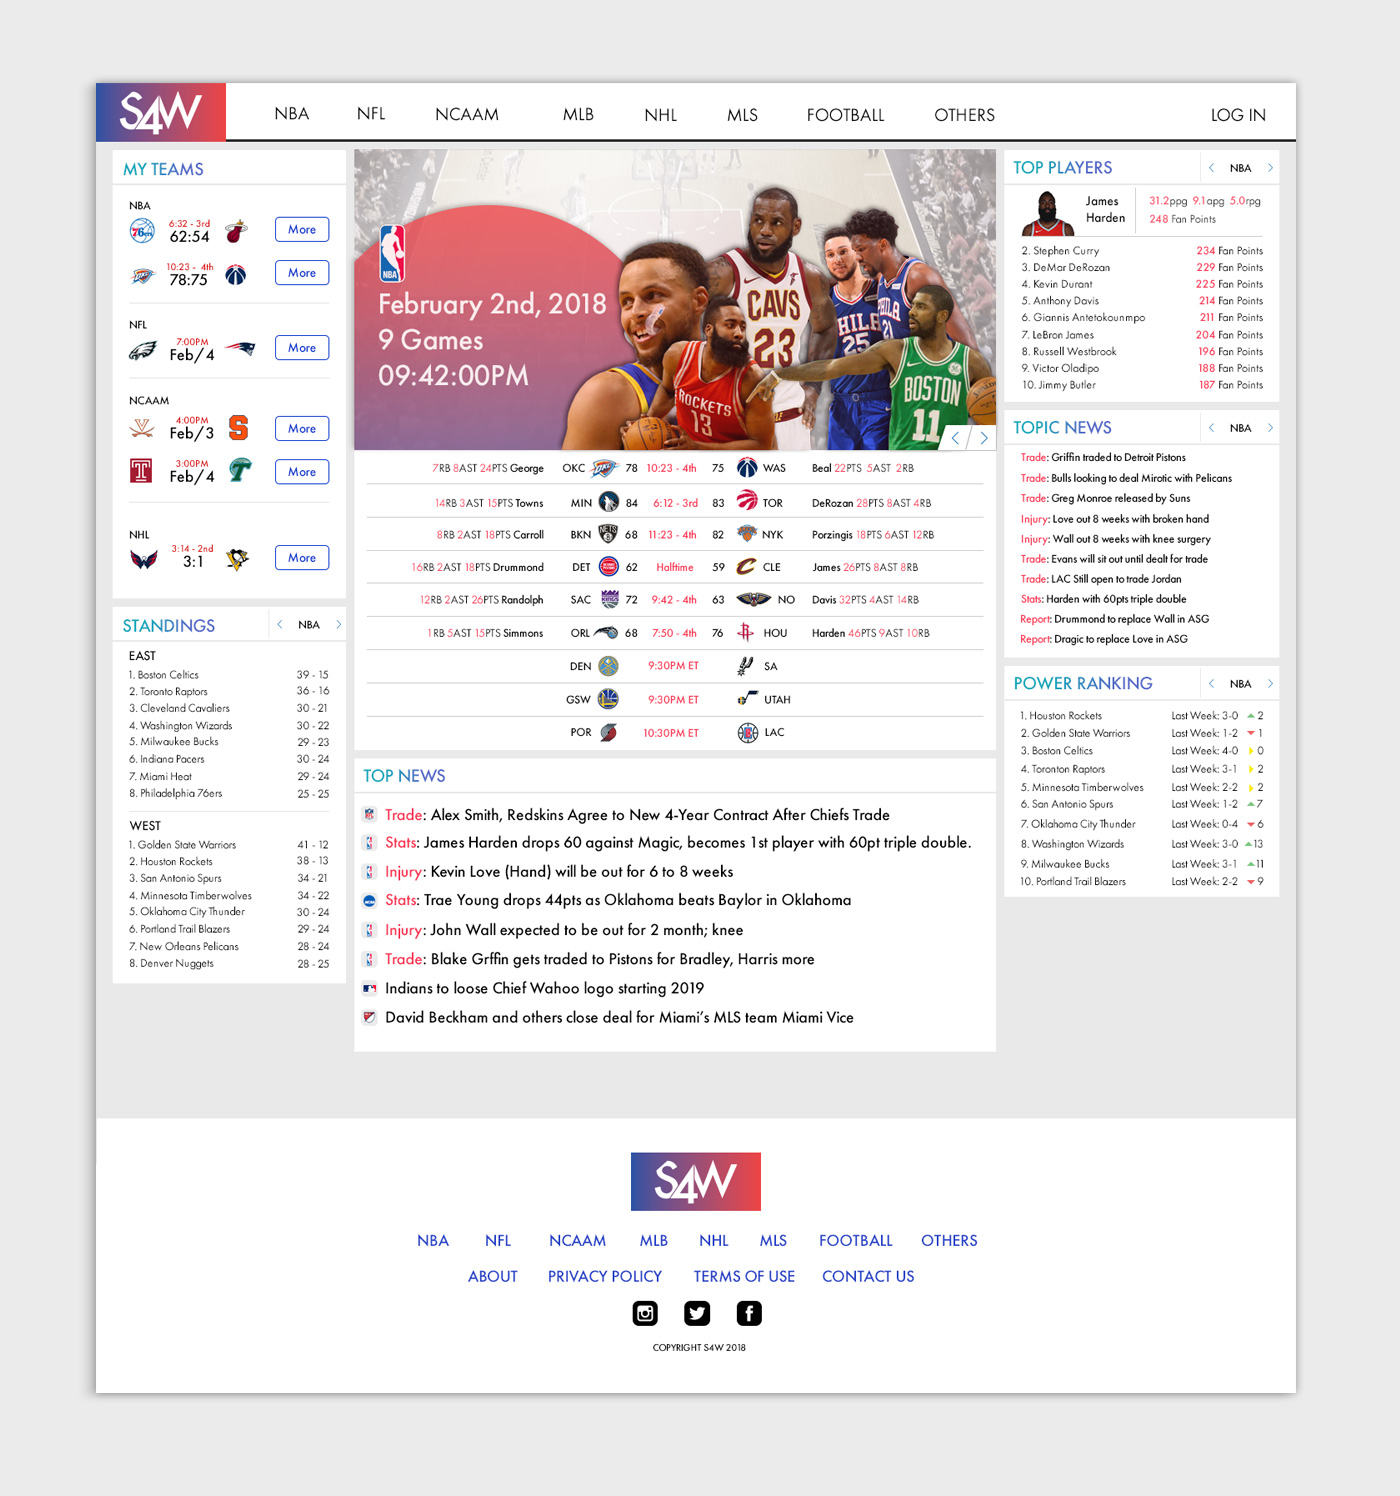 S4W NBA NFL NCAAM MLB NHL MLS FOOTBALL OTHERS LOG IN
MY TEAMS
NBA
6:32 - 3rd
62:54
More
10:23 - 4th
78:75
More
NFL
7:00PM
Feb/4
More
NCAAM
4:00PM
Feb/3
More
3:00PM
Feb/4
More
NHL
3:14 - 2nd
3:1
More
STANDINGS NBA
EAST
1. Boston Celtics 39 - 15
2. Toronto Raptors 36 - 16
3. Cleveland Cavaliers 30 - 21
4. Washington Wizards 30 - 22
5. Milwaukee Bucks 29 - 23
6. Indiana Pacers 30 - 24
7. Miami Heat 29 - 24
8. Philadelphia 76ers 25 - 25
WEST
1. Golden State Warriors 41 - 12
2. Houston Rockets 38 - 13
3. San Antonio Spurs 34 - 21
4. Minnesota Timberwolves 34 - 22
5. Oklahoma City Thunder 30 - 24
6. Portland Trail Blazers 29 - 24
7. New Orleans Pelicans 28 - 24
8. Denver Nuggets 28 - 25
NBA
February 2nd, 2018
9 Games
09:42:00PM
CAVS
23
ROCKETS
13
PHILA
25
PHILA
21
BOSTON
11
7RB 8AST 24PTS George OKC 78 10:23 - 4th 75 WAS Beal 22PTS 5AST 2RB
14RB 3AST 15PTS Towns MIN 84 6:12 - 3rd 83 TOR DeRozan 28PTS 8AST 4RB
8RB 2AST 18PTS Carroll BKN 68 11:23 - 4th 82 NYK Porzingis 18PTS 6AST 12RB
16RB 2AST 18PTS Drummond DET 62 Halftime 59 CLE James 26PTS 8AST 8RB
12RB 2AST 26PTS Randolph SAC 72 9:42 - 4th 63 NO Davis 32PTS 4AST 14RB
1RB 5AST 15PTS Simmons ORL 68 7:50 - 4th 76 HOU Harden 46PTS 9AST 10RB
DEN 9:30PM ET SA
GSW 9:30PM ET UTAH
POR 10:30PM ET LAC
TOP NEWS
Trade: Alex Smith, Redskins Agree to New 4-Year Contract After Chiefs Trade
Stats: James Harden drops 60 against Magic, becomes 1st player with 60pt triple double.
Injury: Kevin Love (Hand) will be out for 6 to 8 weeks
Stats: Trae Young drops 44pts as Oklahoma beats Baylor in Oklahoma
Injury: John Wall expected to be out for 2 month; knee
Trade: Blake Grffin gets traded to Pistons for Bradley, Harris more
Indians to loose Chief Wahoo logo starting 2019
David Beckham and others close deal for Miami's MLS team Miami Vice
TOP PLAYERS NBA
James
Harden
31.2ppg 9.1apg 5.0rpg
248 Fan Points
2. Stephen Curry 234 Fan Points
3. DeMar DeRozan 229 Fan Points
4. Kevin Durant 225 Fan Points
5. Anthony Davis 214 Fan Points
6. Giannis Antetokounmpo 211 Fan Points
7. LeBron James 204 Fan Points
8. Russell Westbrook 196 Fan Points
9. Victor Oladipo 188 Fan Points
10. Jimmy Butler 187 Fan Points
TOPIC NEWS NBA
Trade: Griffin traded to Detroit Pistons
Trade: Bulls looking to deal Mirotic with Pelicans
Trade: Greg Monroe released by Suns
Injury: Love out 8 weeks with broken hand
Injury: Wall out 8 weeks with knee surgery
Trade: Evans will sit out until dealt for trade
Trade: LAC Still open to trade Jordan
Stats: Harden with 60pts triple double
Report: Drummond to replace Wall in ASG
Report: Dragic to replace Love in ASG
POWER RANKING NBA
1. Houston Rockets Last Week: 3-0 2
2. Golden State Warriors Last Week: 1-2 1
3. Boston Celtics Last Week: 4-0 0
4. Toronton Raptors Last Week: 3-1 2
5. Minnesota Timberwolves Last Week: 2-2 2
6. San Antonio Spurs Last Week: 1-2 7
7. Oklahoma City Thunder Last Week: 0-4 6
8. Washington Wizards Last Week: 3-0 13
9. Milwaukee Bucks Last Week: 3-1 11
10. Portland Trail Blazers Last Week: 2-2 9
S4W
NBA NFL NCAAM MLB NHL MLS FOOTBALL OTHERS
ABOUT PRIVACY POLICY TERMS OF USE CONTACT US
COPYRIGHT S4W 2018